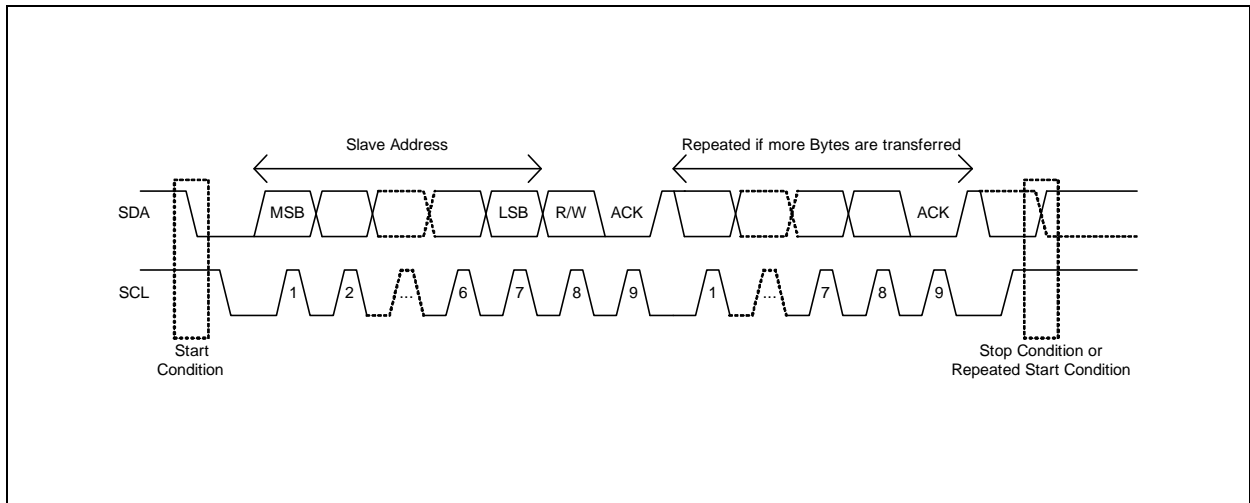 Slave Address
Repeated if more Bytes are transferred
SDA
MSB
LSB
R/W
ACK
ACK
SCL
1
2
...
6
7
8
9
1
...
7
8
9
Start
Condition
Stop Condition or
Repeated Start Condition